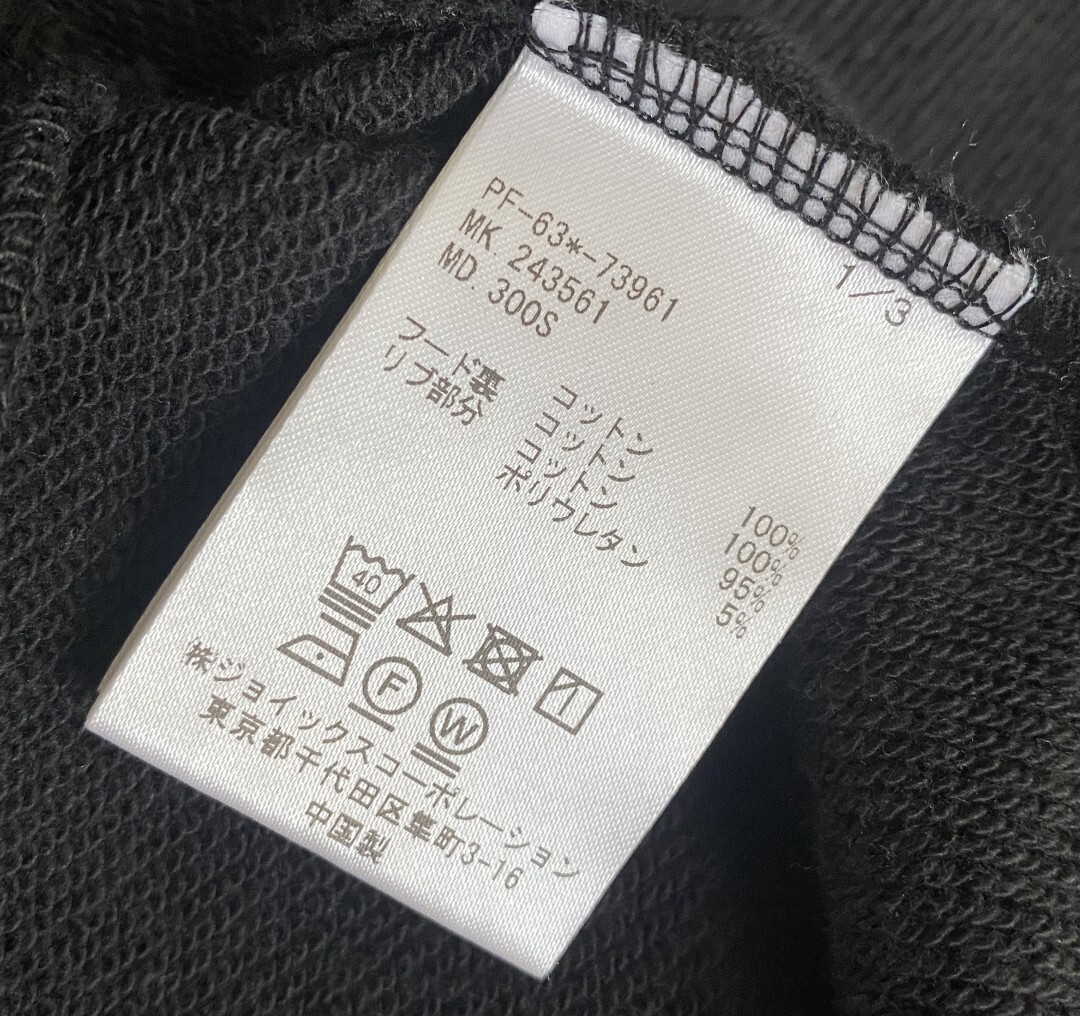 1/3
PF-63*-73961
MK. 243561
MD. 300S
コットン 100%
フード裏 コットン 100%
リブ部分 コットン 95%
ポリウレタン 5%
40
F
W
㈱ジョイックスコーポレーション
東京都千代田区隼町3-16
中国製